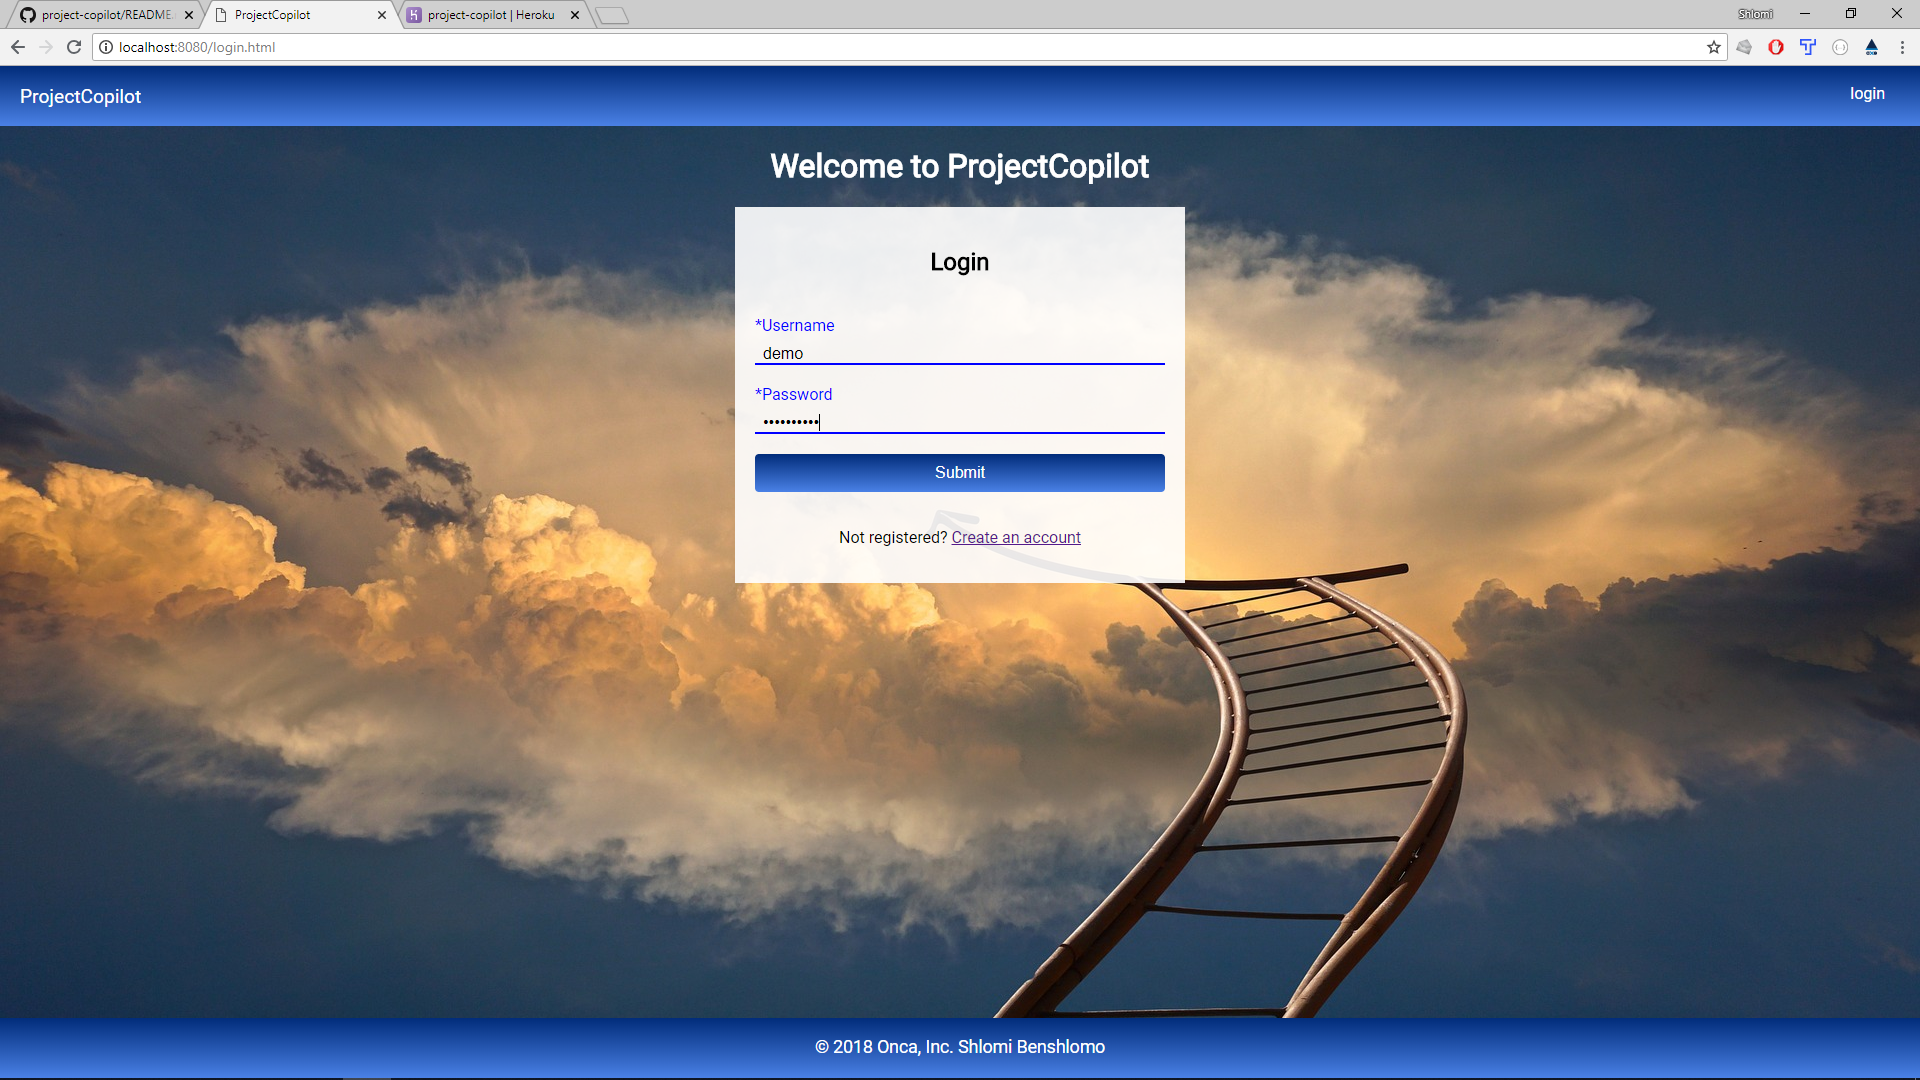 project-copilot/README.
ProjectCopilot
project-copilot | Heroku
Shlomi
localhost:8080/login.html
ProjectCopilot
login
Welcome to ProjectCopilot
Login
*Username
demo
*Password
••••••••••
Submit
Not registered? Create an account
© 2018 Onca, Inc. Shlomi Benshlomo